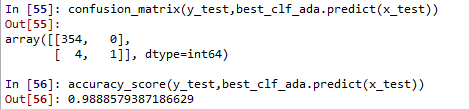 In [55]: confusion_matrix(y_test,best_clf_ada.predict(x_test))
Out[55]:
array([[354,   0],
       [  4,   1]], dtype=int64)
In [56]: accuracy_score(y_test,best_clf_ada.predict(x_test))
Out[56]: 0.9888579387186629